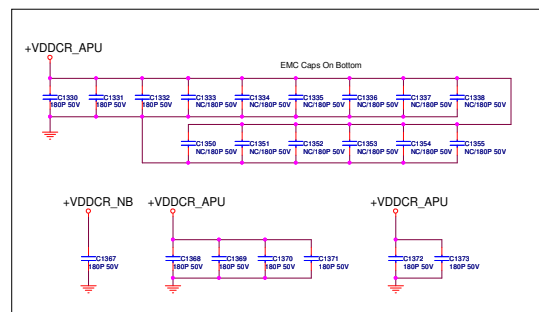 +VDDCR_APU
EMC Caps On Bottom
C1330 C1331 C1332 C1333 C1334 C1335 C1336 C1337 C1338
180P 50V 180P 50V 180P 50V NC/180P 50V NC/180P 50V NC/180P 50V NC/180P 50V NC/180P 50V NC/180P 50V
C1350 C1351 C1352 C1353 C1354 C1355
NC/180P 50V NC/180P 50V NC/180P 50V NC/180P 50V NC/180P 50V NC/180P 50V
+VDDCR_NB +VDDCR_APU +VDDCR_APU
C1367 C1368 C1369 C1370 C1371 C1372 C1373
180P 50V 180P 50V 180P 50V 180P 50V 180P 50V 180P 50V 180P 50V